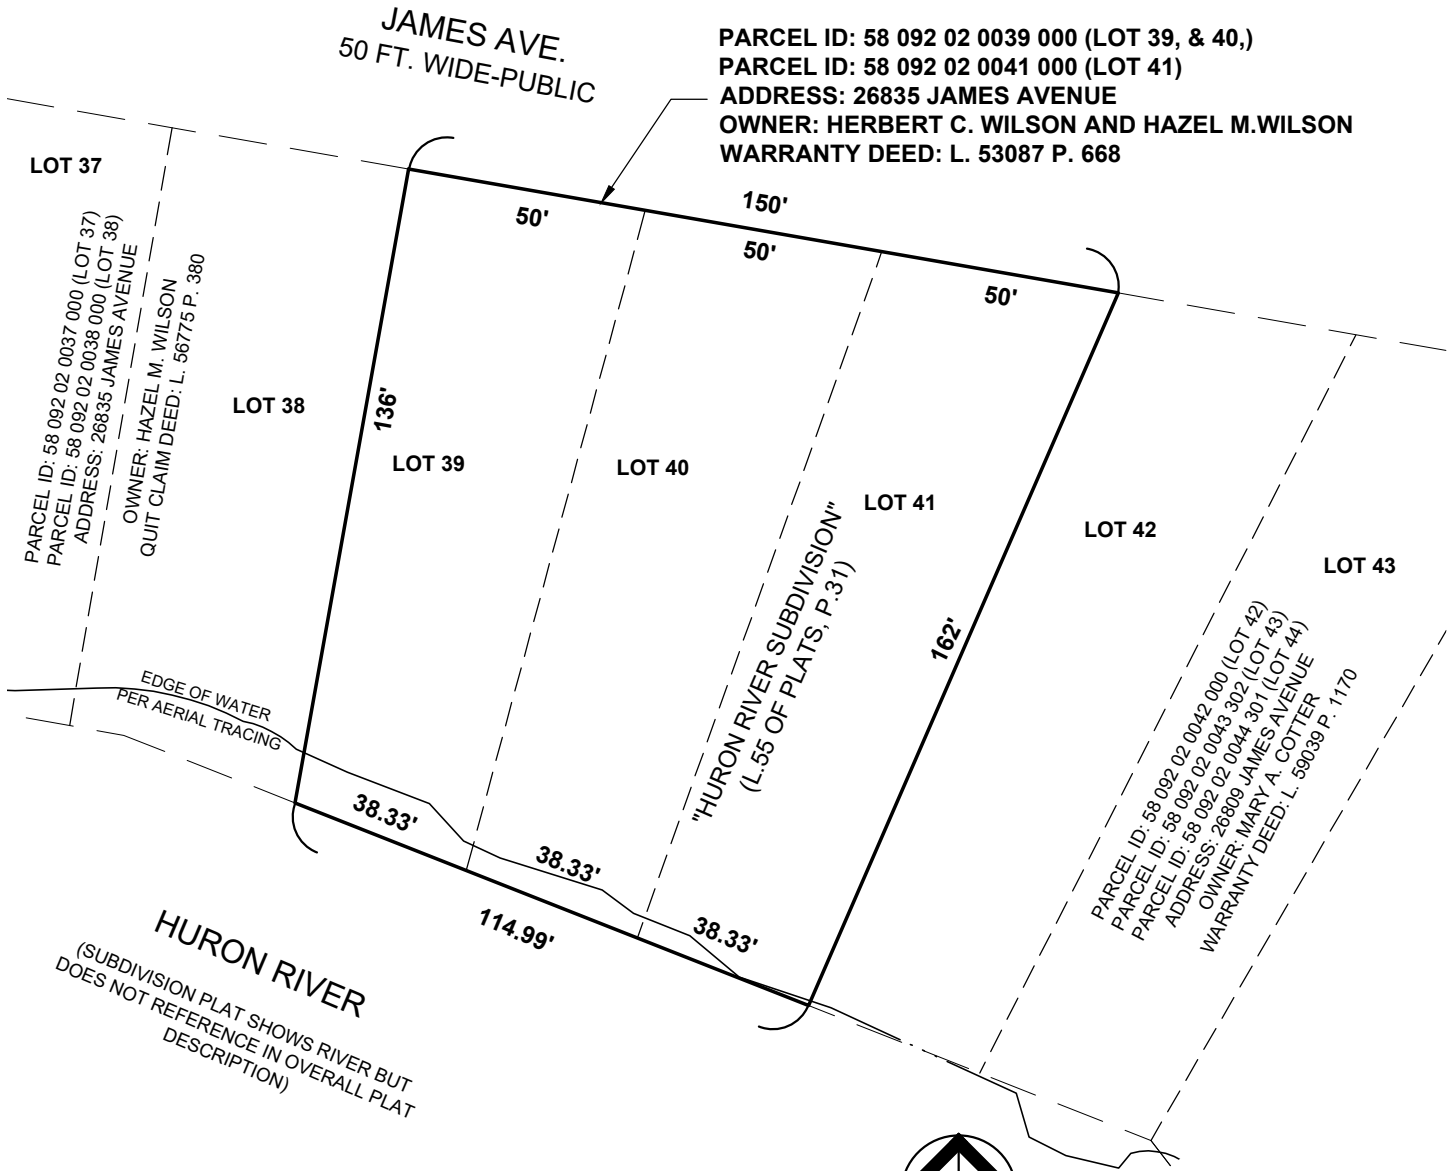 JAMES AVE.
50 FT. WIDE-PUBLIC
PARCEL ID: 58 092 02 0039 000 (LOT 39, & 40,)
PARCEL ID: 58 092 02 0041 000 (LOT 41)
ADDRESS: 26835 JAMES AVENUE
OWNER: HERBERT C. WILSON AND HAZEL M.WILSON
WARRANTY DEED: L. 53087 P. 668
LOT 37
50'
150'
50'
50'
PARCEL ID: 58 092 02 0037 000 (LOT 37)
PARCEL ID: 58 092 02 0038 000 (LOT 38)
ADDRESS: 26835 JAMES AVENUE
OWNER: HAZEL M. WILSON
QUIT CLAIM DEED: L. 56775 P. 380
LOT 38
136'
LOT 39
LOT 40
LOT 41
LOT 42
LOT 43
"HURON RIVER SUBDIVISION"
(L.55 OF PLATS, P.31)
162'
PARCEL ID: 58 092 02 0042 000 (LOT 42)
PARCEL ID: 58 092 02 0043 302 (LOT 43)
PARCEL ID: 58 092 02 0044 301 (LOT 44)
ADDRESS: 26809 JAMES AVENUE
OWNER: MARY A. COTTER
WARRANTY DEED: L. 59039 P. 1170
EDGE OF WATER
PER AERIAL TRACING
38.33'
38.33'
38.33'
114.99'
HURON RIVER
(SUBDIVISION PLAT SHOWS RIVER BUT
DOES NOT REFERENCE IN OVERALL PLAT
DESCRIPTION)